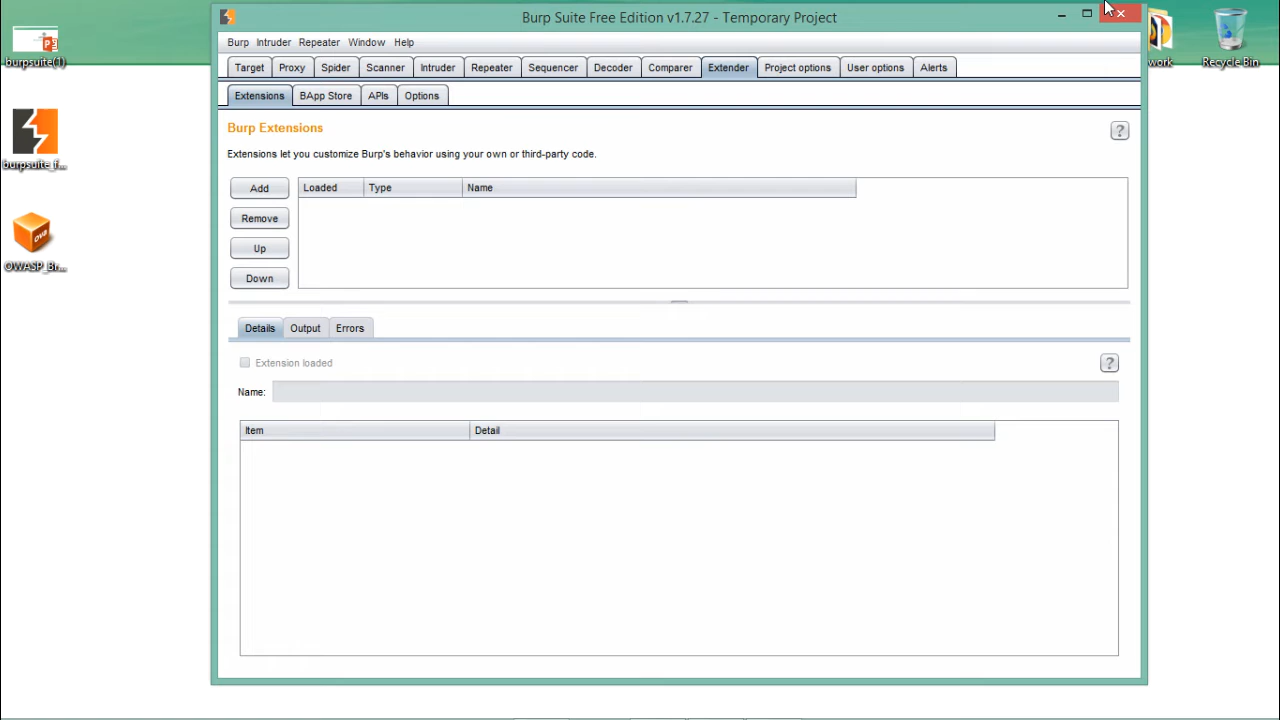 Burp Suite Free Edition v1.7.27 - Temporary Project
burpsuite(1)
burpsuite_f...
ova
OWASP_Br...
work
Recycle Bin
Burp Intruder Repeater Window Help
Target Proxy Spider Scanner Intruder Repeater Sequencer Decoder Comparer Extender Project options User options Alerts
Extensions BApp Store APIs Options
Burp Extensions
?
Extensions let you customize Burp's behavior using your own or third-party code.
Add
Remove
Up
Down
Loaded Type Name
Details Output Errors
Extension loaded
?
Name:
Item Detail